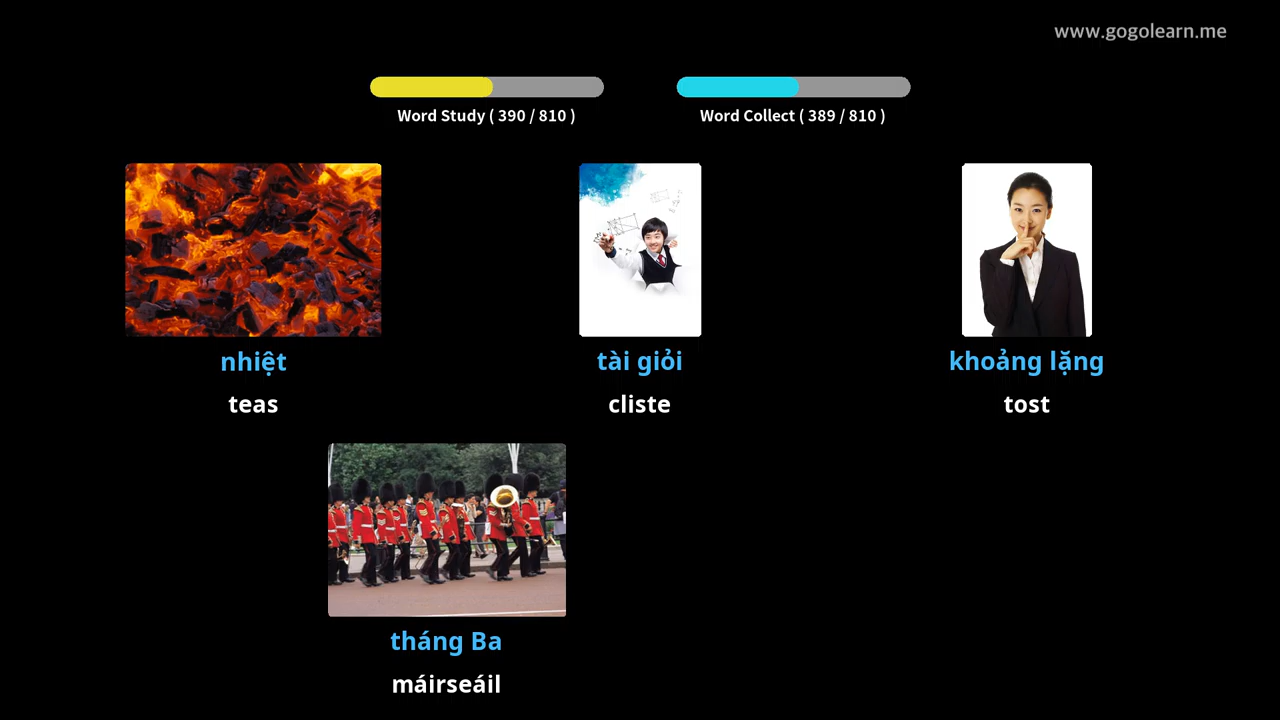 www.gogolearn.me
Word Study ( 390 / 810 )
Word Collect ( 389 / 810 )
nhiệt
teas
tài giỏi
cliste
khoảng lặng
tost
tháng Ba
máirseáil